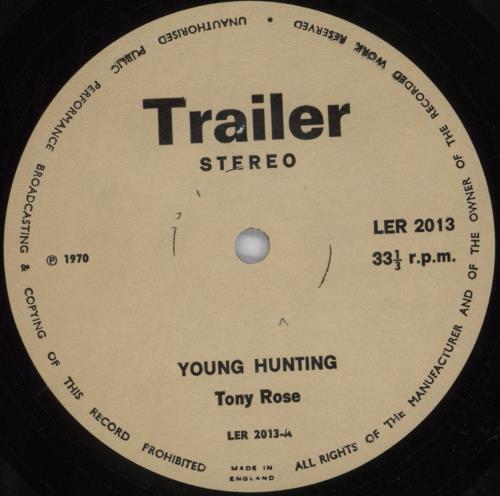 ALL RIGHTS OF THE MANUFACTURER AND OF THE OWNER OF THE RECORDED WORK RESERVED • UNAUTHORISED PUBLIC PERFORMANCE BROADCASTING & COPYING OF THIS RECORD PROHIBITED
Trailer
STEREO
LER 2013
℗ 1970
33⅓ r.p.m.
YOUNG HUNTING
Tony Rose
LER 2013-A
MADE IN
ENGLAND